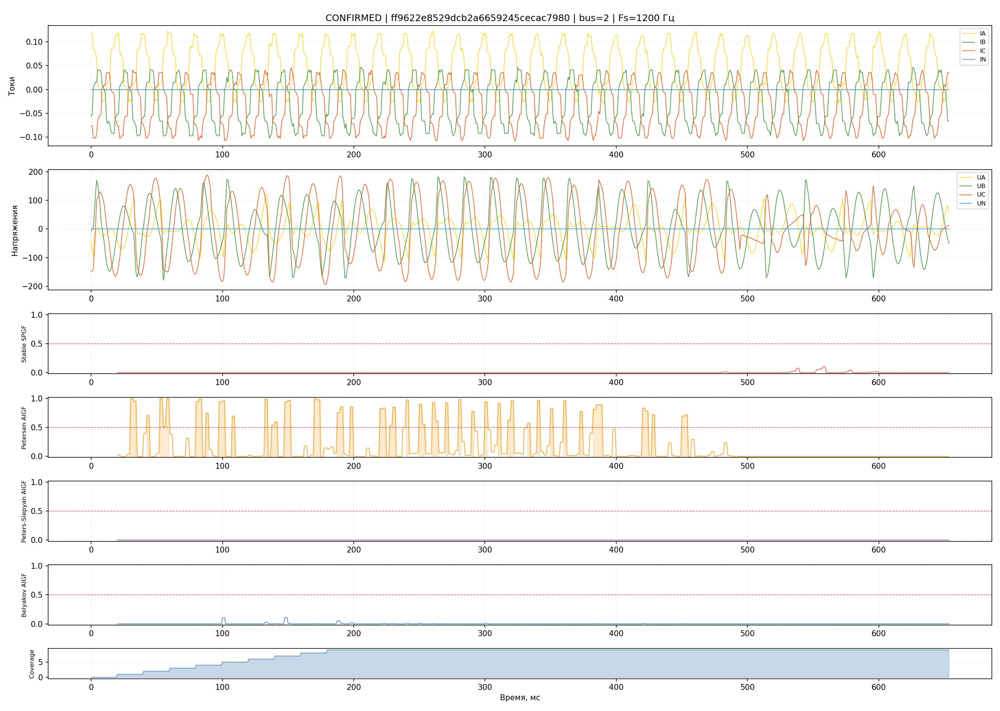 CONFIRMED | ff9622e8529dcb2a6659245cecac7980 | bus=2 | Fs=1200 Гц
Токи
0.10
0.05
0.00
−0.05
−0.10
IA
IB
IC
IN
0 100 200 300 400 500 600
Напряжения
200
100
0
−100
−200
UA
UB
UC
UN
0 100 200 300 400 500 600
Stable SPGF
1.0
0.5
0.0
0 100 200 300 400 500 600
Petersen AIGF
1.0
0.5
0.0
0 100 200 300 400 500 600
Peters-Slepyan AIGF
1.0
0.5
0.0
0 100 200 300 400 500 600
Belyakov AIGF
1.0
0.5
0.0
0 100 200 300 400 500 600
Coverage
5
0
0 100 200 300 400 500 600
Время, мс